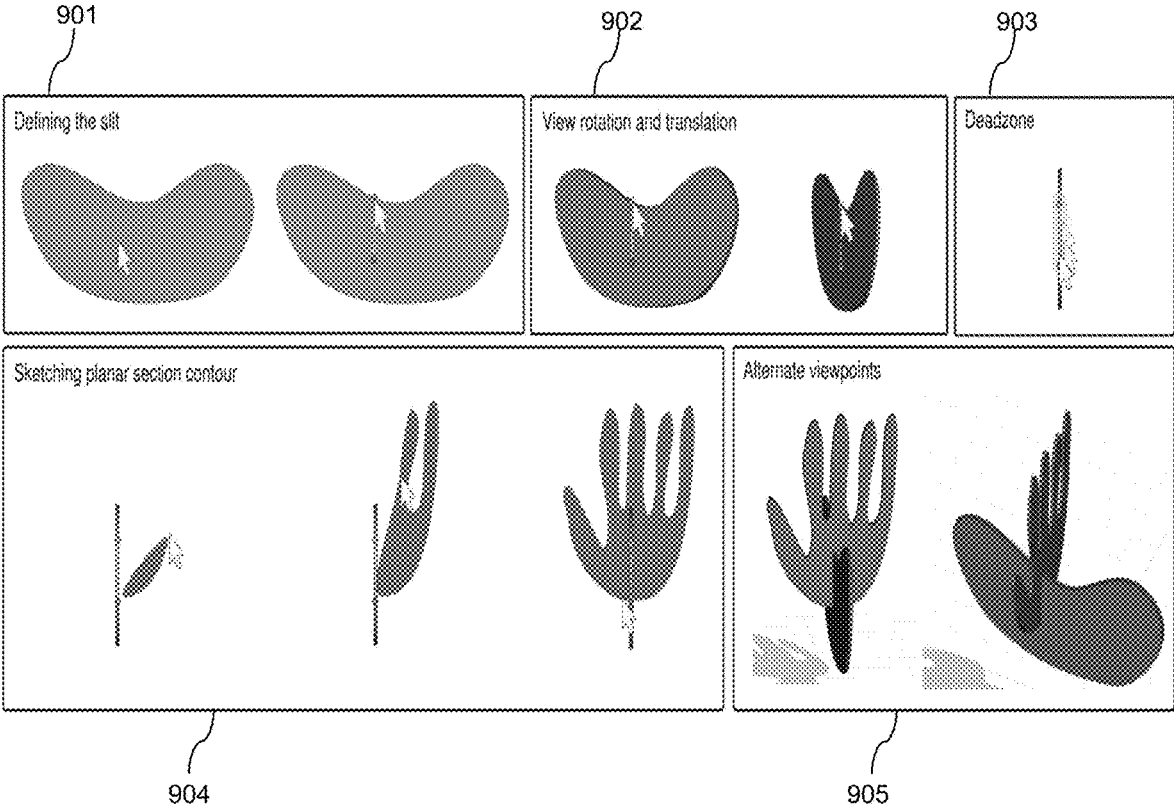 901
902
903
Defining the slit
View rotation and translation
Deadzone
Sketching planar section contour
Alternate viewpoints
904
905